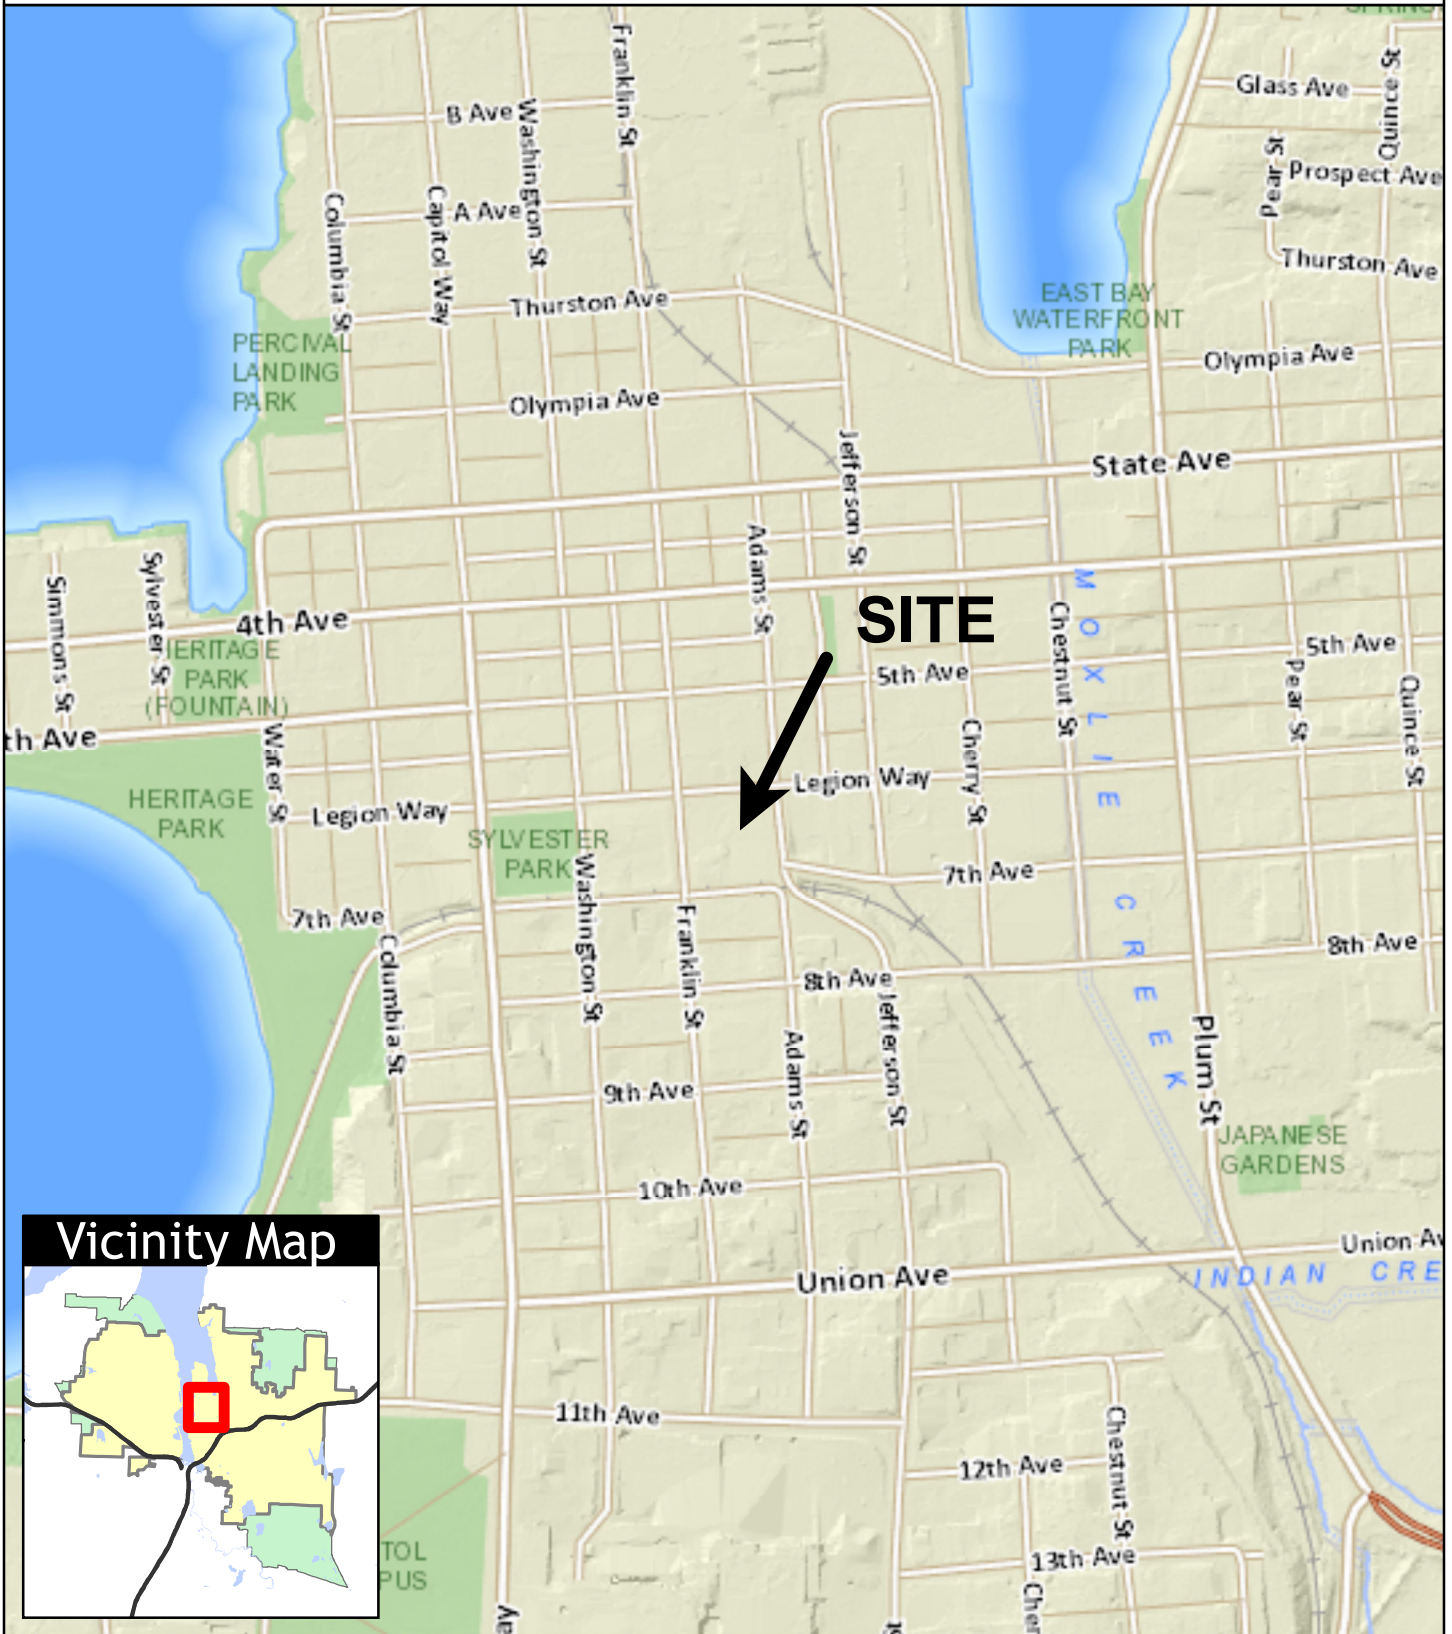 SPRING
Franklin St
Glass Ave
Quince St
B Ave
Washington St
Pear St
Prospect Ave
Columbia St
Capitol Way
A Ave
Thurston Ave
Thurston Ave
EAST BAY
WATERFRONT
PARK
PERCIVAL
LANDING
PARK
Olympia Ave
Olympia Ave
Jefferson St
State Ave
Adams St
Simmons St
Sylvester St
4th Ave
SITE
Chestnut St
MOXLIE CREEK
HERITAGE
PARK
(FOUNTAIN)
5th Ave
5th Ave
Pear St
Quince St
th Ave
Water St
Cherry St
Legion Way
HERITAGE
PARK
Legion Way
SYLVESTER
PARK
Washington St
7th Ave
7th Ave
Franklin St
Columbia St
8th Ave
8th Ave
Jefferson St
Plum St
Adams St
9th Ave
JAPANESE
GARDENS
10th Ave
Vicinity Map
Union Av
Union Ave
INDIAN CRE
11th Ave
Chestnut St
12th Ave
TOL
PUS
13th Ave
Cher
ay
St